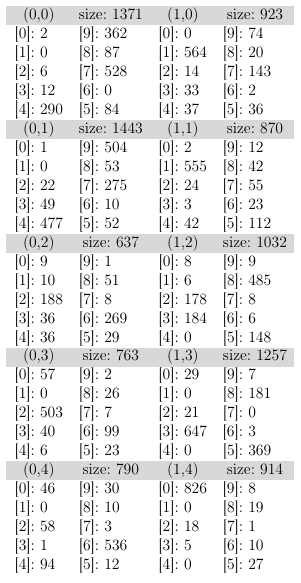 (0,0) size: 1371 (1,0) size: 923
[0]: 2 [9]: 362 [0]: 0 [9]: 74
[1]: 0 [8]: 87 [1]: 564 [8]: 20
[2]: 6 [7]: 528 [2]: 14 [7]: 143
[3]: 12 [6]: 0 [3]: 33 [6]: 2
[4]: 290 [5]: 84 [4]: 37 [5]: 36
(0,1) size: 1443 (1,1) size: 870
[0]: 1 [9]: 504 [0]: 2 [9]: 12
[1]: 0 [8]: 53 [1]: 555 [8]: 42
[2]: 22 [7]: 275 [2]: 24 [7]: 55
[3]: 49 [6]: 10 [3]: 3 [6]: 23
[4]: 477 [5]: 52 [4]: 42 [5]: 112
(0,2) size: 637 (1,2) size: 1032
[0]: 9 [9]: 1 [0]: 8 [9]: 9
[1]: 10 [8]: 51 [1]: 6 [8]: 485
[2]: 188 [7]: 8 [2]: 178 [7]: 8
[3]: 36 [6]: 269 [3]: 184 [6]: 6
[4]: 36 [5]: 29 [4]: 0 [5]: 148
(0,3) size: 763 (1,3) size: 1257
[0]: 57 [9]: 2 [0]: 29 [9]: 7
[1]: 0 [8]: 26 [1]: 0 [8]: 181
[2]: 503 [7]: 7 [2]: 21 [7]: 0
[3]: 40 [6]: 99 [3]: 647 [6]: 3
[4]: 6 [5]: 23 [4]: 0 [5]: 369
(0,4) size: 790 (1,4) size: 914
[0]: 46 [9]: 30 [0]: 826 [9]: 8
[1]: 0 [8]: 10 [1]: 0 [8]: 19
[2]: 58 [7]: 3 [2]: 18 [7]: 1
[3]: 1 [6]: 536 [3]: 5 [6]: 10
[4]: 94 [5]: 12 [4]: 0 [5]: 27